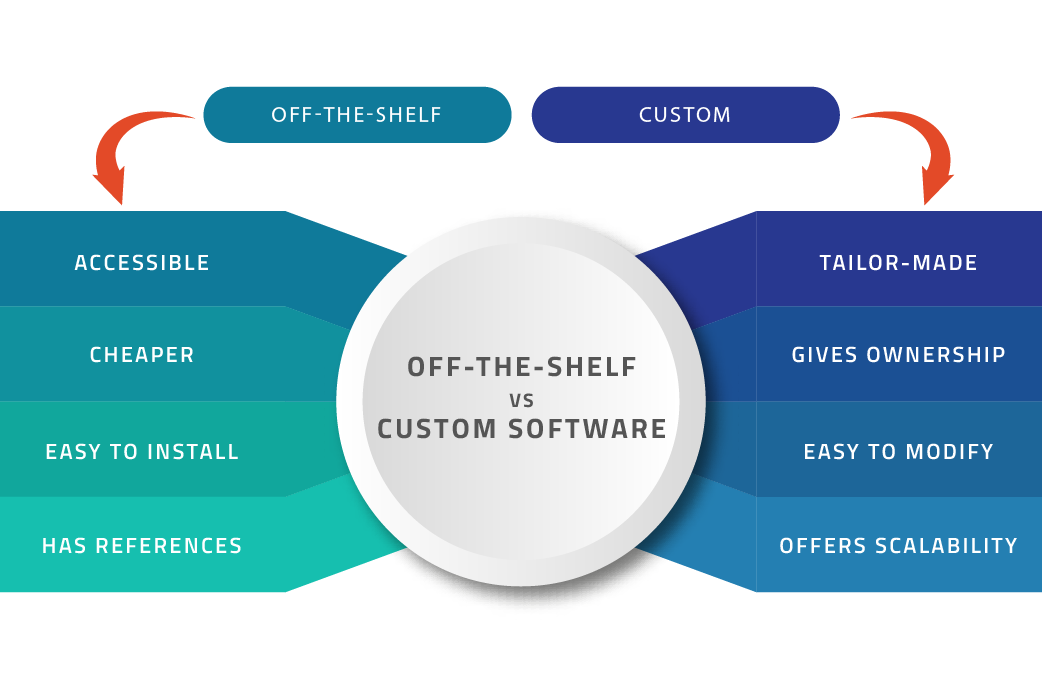 OFF-THE-SHELF
CUSTOM
ACCESSIBLE
CHEAPER
EASY TO INSTALL
HAS REFERENCES
OFF-THE-SHELF
VS
CUSTOM SOFTWARE
TAILOR-MADE
GIVES OWNERSHIP
EASY TO MODIFY
OFFERS SCALABILITY